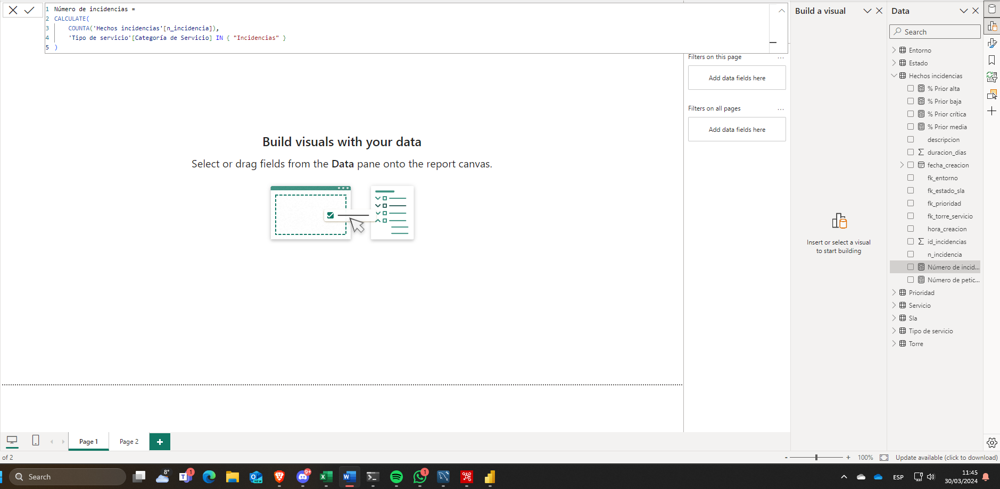 1 Número de incidencias =
2 CALCULATE(
3 COUNTA('Hechos incidencias'[n_incidencia]),
4 'Tipo de servicio'[Categoría de Servicio] IN { "Incidencias" }
5 )
Filters on this page ...
Add data fields here
Filters on all pages ...
Add data fields here
Build visuals with your data
Select or drag fields from the Data pane onto the report canvas.
Build a visual
Insert or select a visual
to start building
Data
Search
Entorno
Estado
Hechos incidencias
% Prior alta
% Prior baja
% Prior crítica
% Prior media
descripcion
duracion_dias
fecha_creacion
fk_entorno
fk_estado_sla
fk_prioridad
fk_torre_servicio
hora_creacion
id_incidencias
n_incidencia
Número de incid...
Número de petic...
Prioridad
Servicio
Sla
Tipo de servicio
Torre
Page 1
Page 2
+
of 2
- + 100%
Update available (click to download)
Search
8°
1
NEW
9+
1
ESP
11:45
30/03/2024